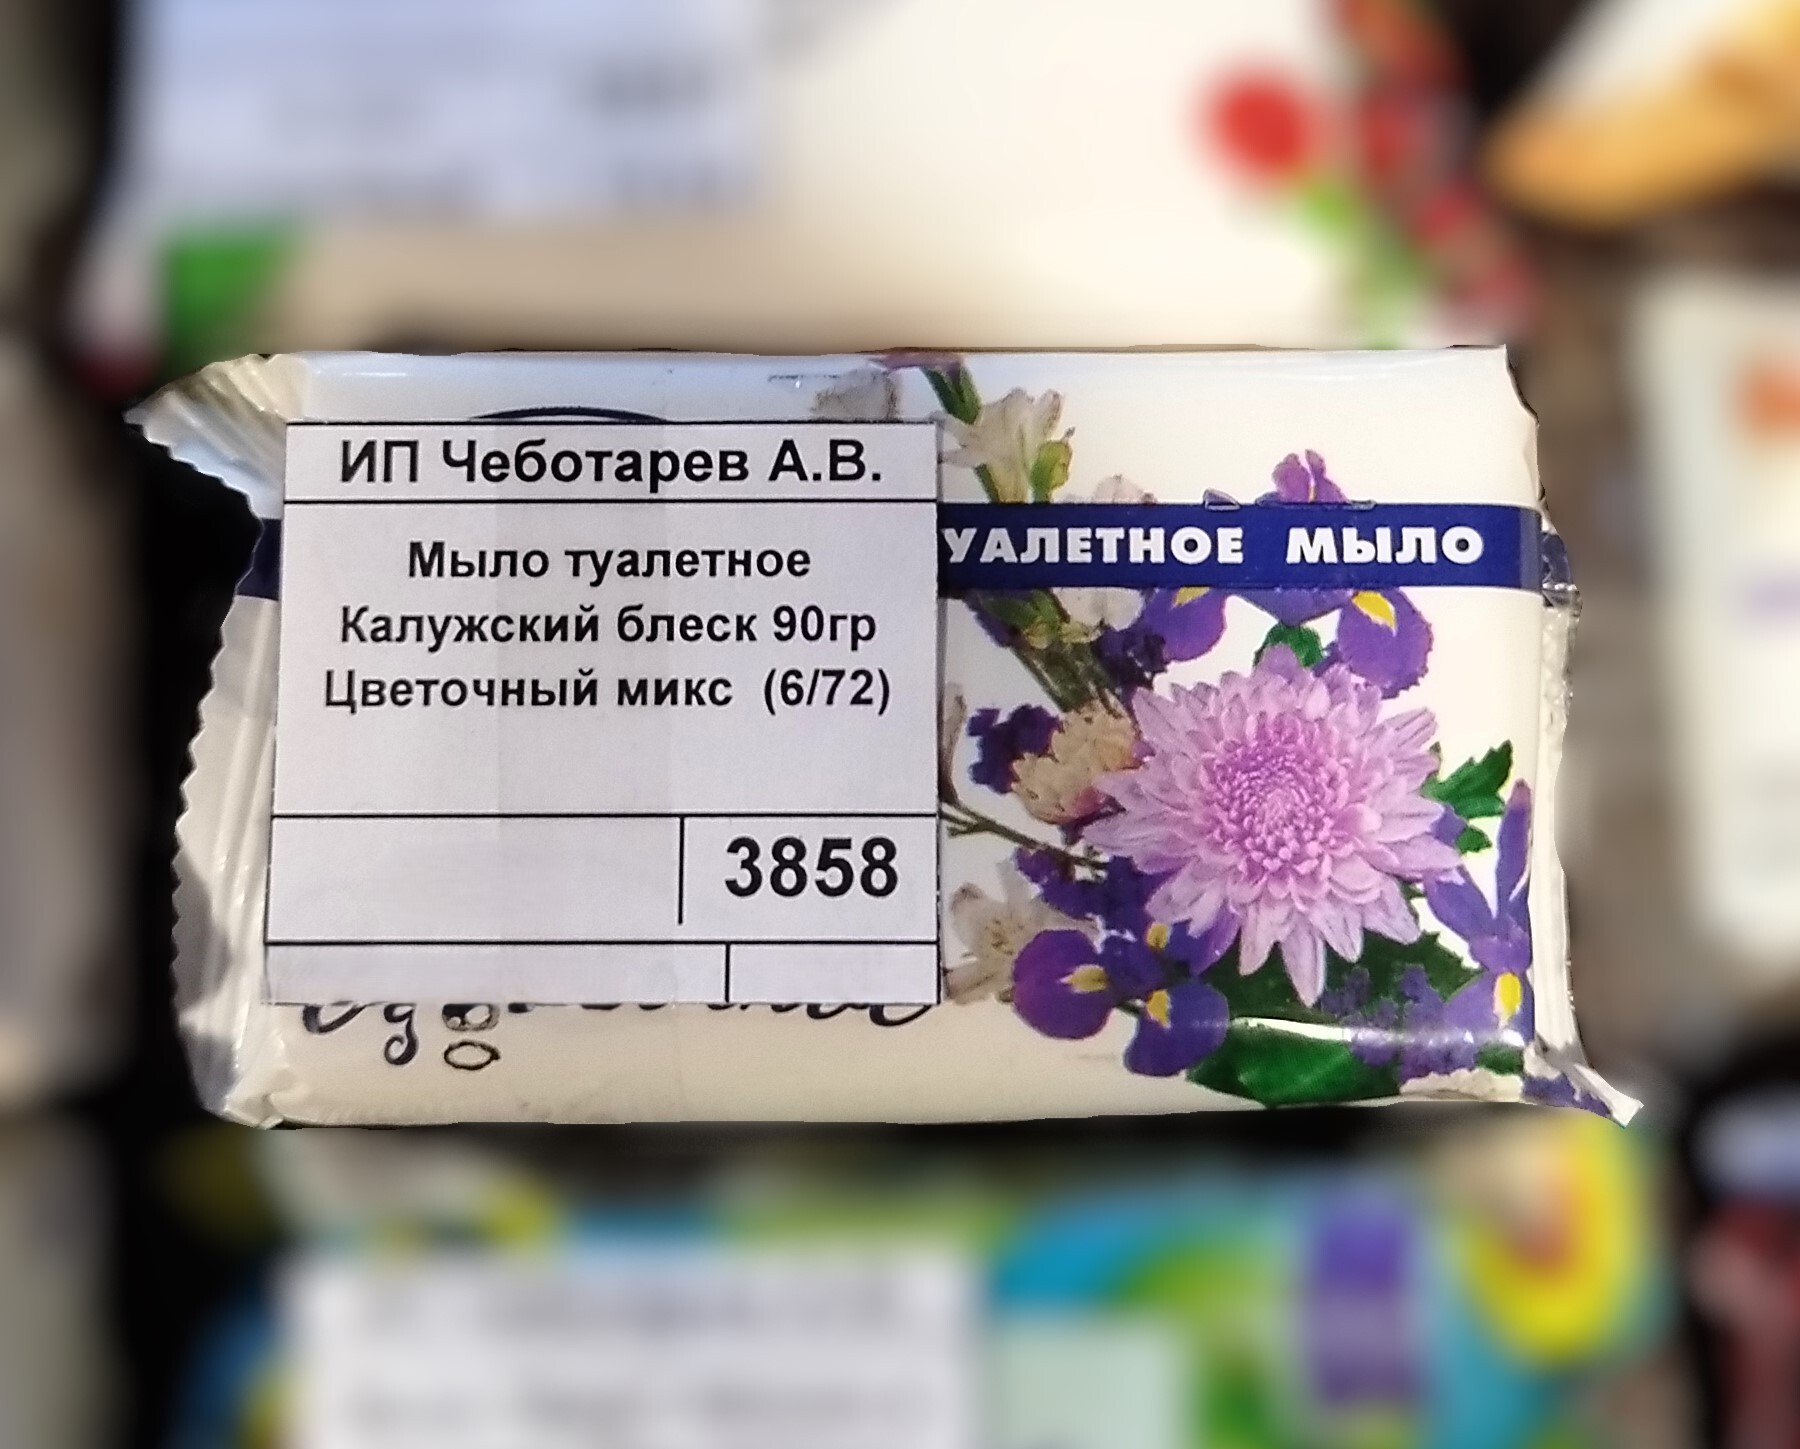 ИП Чеботарев А.В.
Мыло туалетное
Калужский блеск 90гр
Цветочный микс (6/72)
3858
УАЛЕТНОЕ МЫЛО